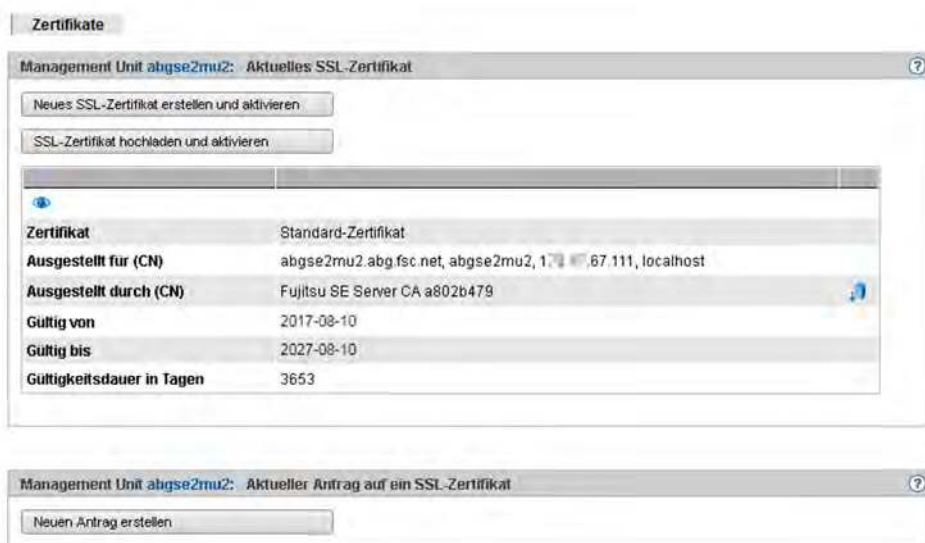 Zertifikate
Management Unit abgse2mu2: Aktuelles SSL-Zertifikat
Neues SSL-Zertifikat erstellen und aktivieren
SSL-Zertifikat hochladen und aktivieren
Zertifikat Standard-Zertifikat
Ausgestellt für (CN) abgse2mu2.abg.fsc.net, abgse2mu2, .67.111, localhost
Ausgestellt durch (CN) Fujitsu SE Server CA a802b479
Gültig von 2017-08-10
Gültig bis 2027-08-10
Gültigkeitsdauer in Tagen 3653
Management Unit abgse2mu2: Aktueller Antrag auf ein SSL-Zertifikat
Neuen Antrag erstellen